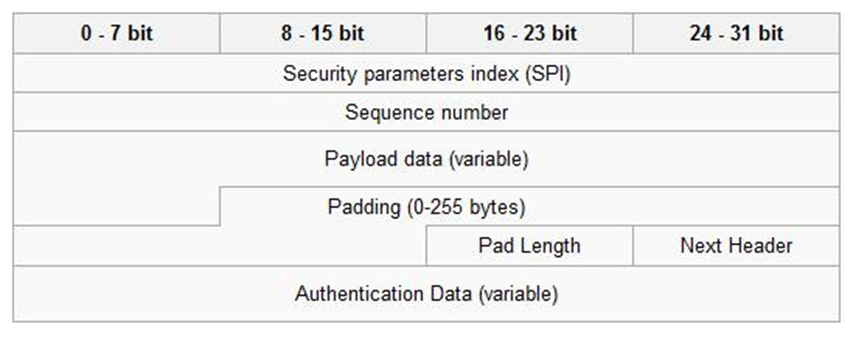 0 - 7 bit 8 - 15 bit 16 - 23 bit 24 - 31 bit
Security parameters index (SPI)
Sequence number
Payload data (variable)
Padding (0-255 bytes)
Pad Length Next Header
Authentication Data (variable)